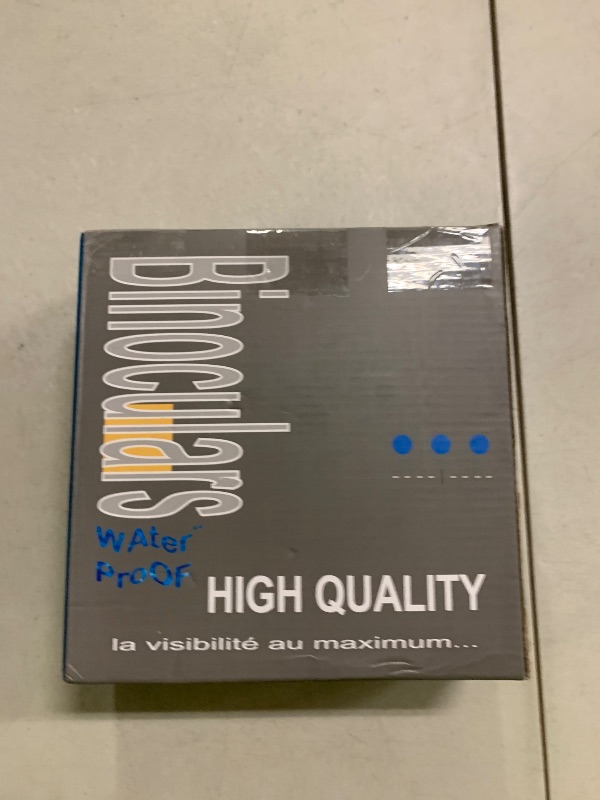 Binoculars
WAter
ProOF
HIGH QUALITY
la visibilité au maximum...